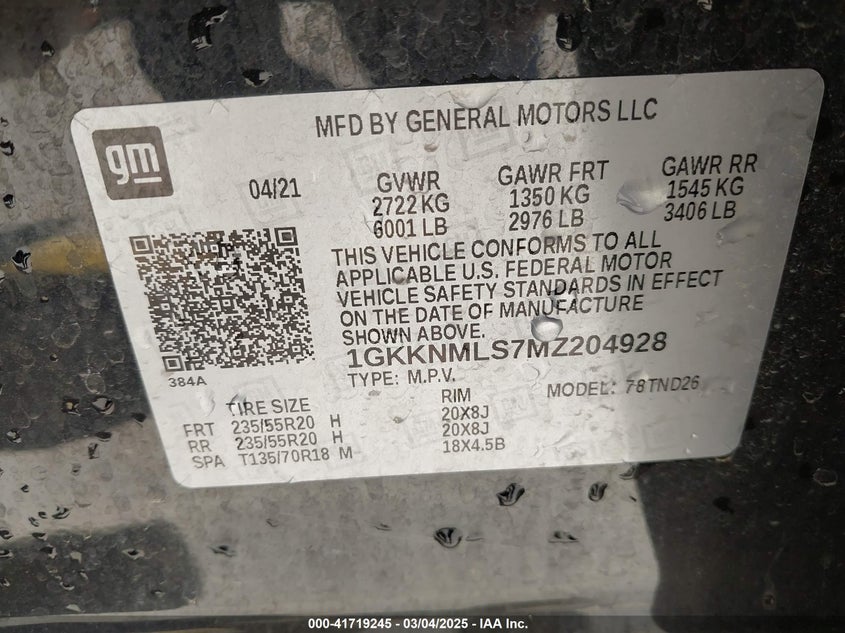 gm
MFD BY GENERAL MOTORS LLC
04/21
GVWR
2722 KG
6001 LB
GAWR FRT
1350 KG
2976 LB
GAWR RR
1545 KG
3406 LB
THIS VEHICLE CONFORMS TO ALL
APPLICABLE U.S. FEDERAL MOTOR
VEHICLE SAFETY STANDARDS IN EFFECT
ON THE DATE OF MANUFACTURE
SHOWN ABOVE.
1GKKNMLS7MZ204928
TYPE: M.P.V.
MODEL: 78TND26
384A
TIRE SIZE RIM
FRT 235/55R20 H 20X8J
RR 235/55R20 H 20X8J
SPA T135/70R18 M 18X4.5B
000-41719245 - 03/04/2025 - IAA Inc.